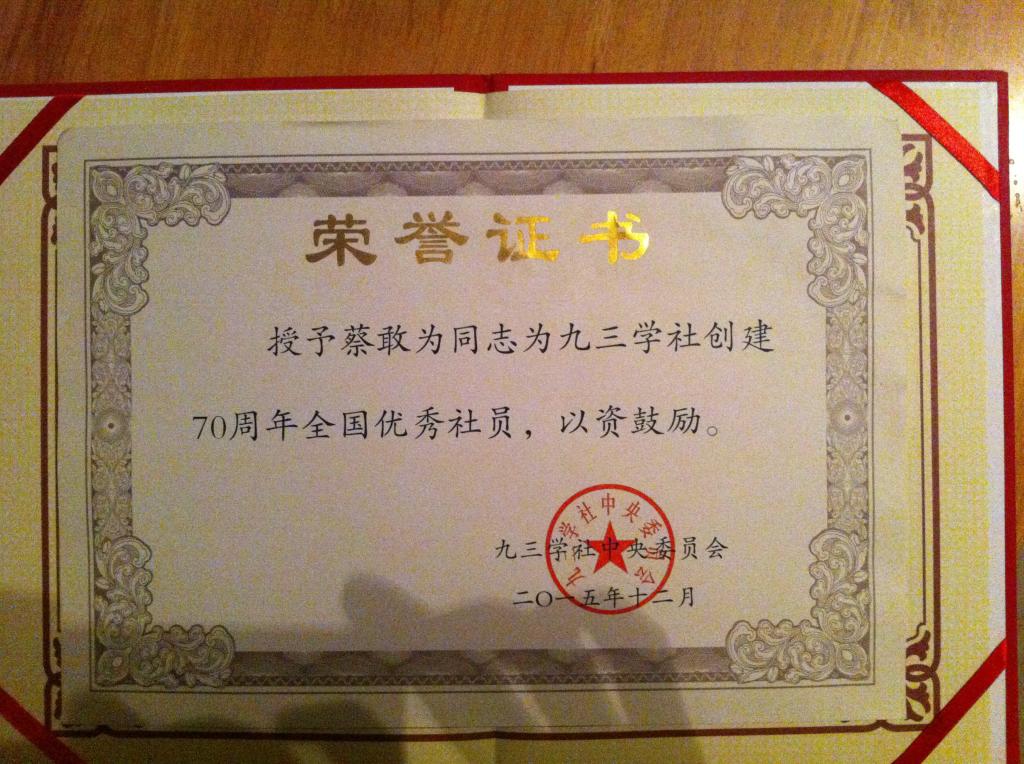 荣誉证书
授予蔡敢为同志为九三学社创建
70周年全国优秀社员，以资鼓励。
九三学社中央委员会
九三学社中央委员会
二〇一五年十二月